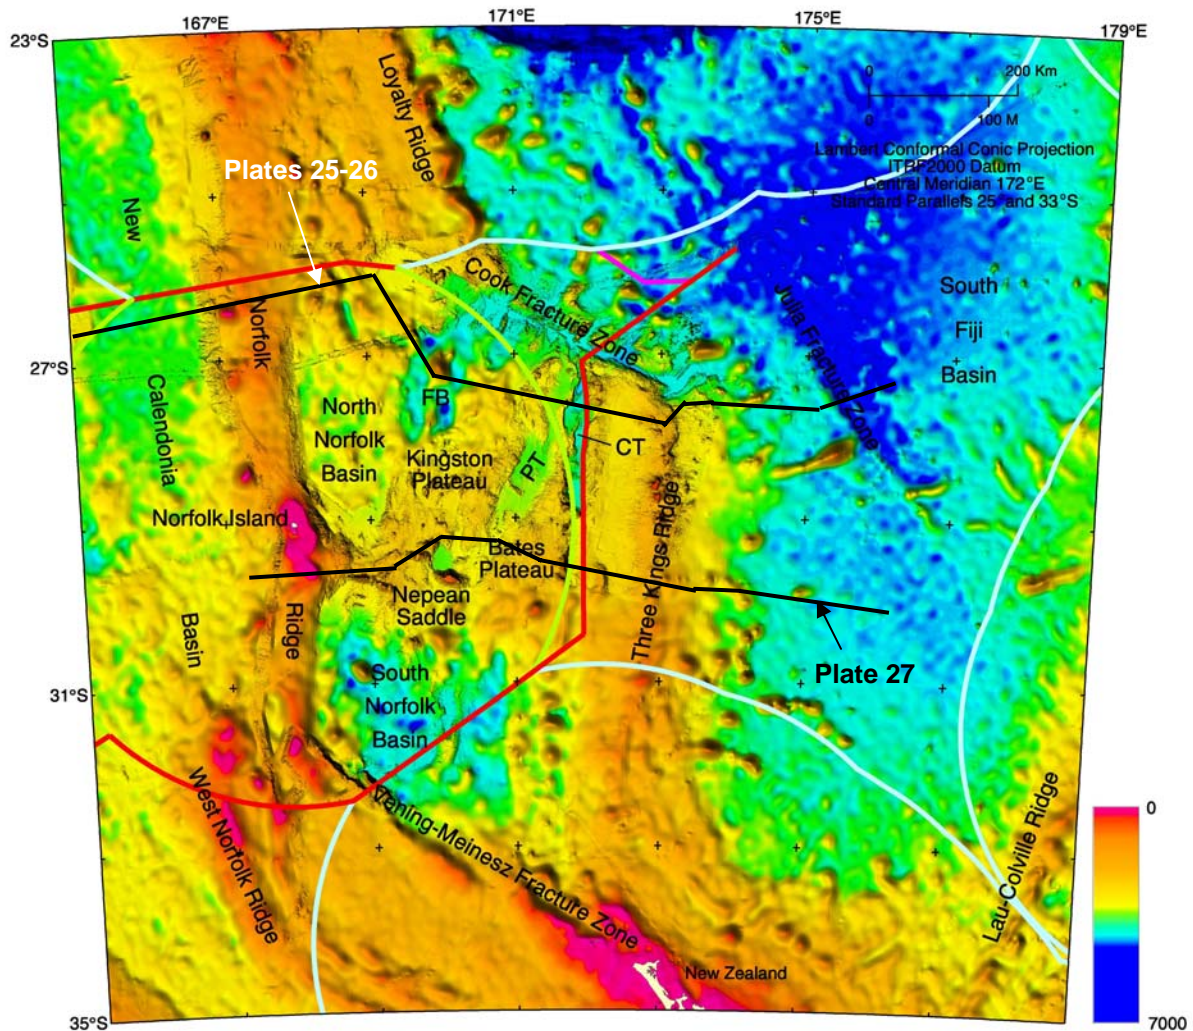 167°E
171°E
175°E
179°E
23°S
Loyalty Ridge
0
200 Km
0
100 M
Lambert Conformal Conic Projection
ITRF2000 Datum
Central Meridian 172°E
Standard Parallels 25° and 33°S
Plates 25-26
New
Cook Fracture Zone
Julia Fracture Zone
South
Fiji
Basin
Norfolk
27°S
Calendonia
FB
North
Norfolk
Basin
Kingston
Plateau
PT
CT
Norfolk Island
Bates
Plateau
Three Kings Ridge
Nepean
Saddle
Basin
Ridge
South
Norfolk
Basin
Plate 27
31°S
West Norfolk Ridge
Vening-Meinesz Fracture Zone
Lau-Colville Ridge
0
New Zealand
35°S
7000